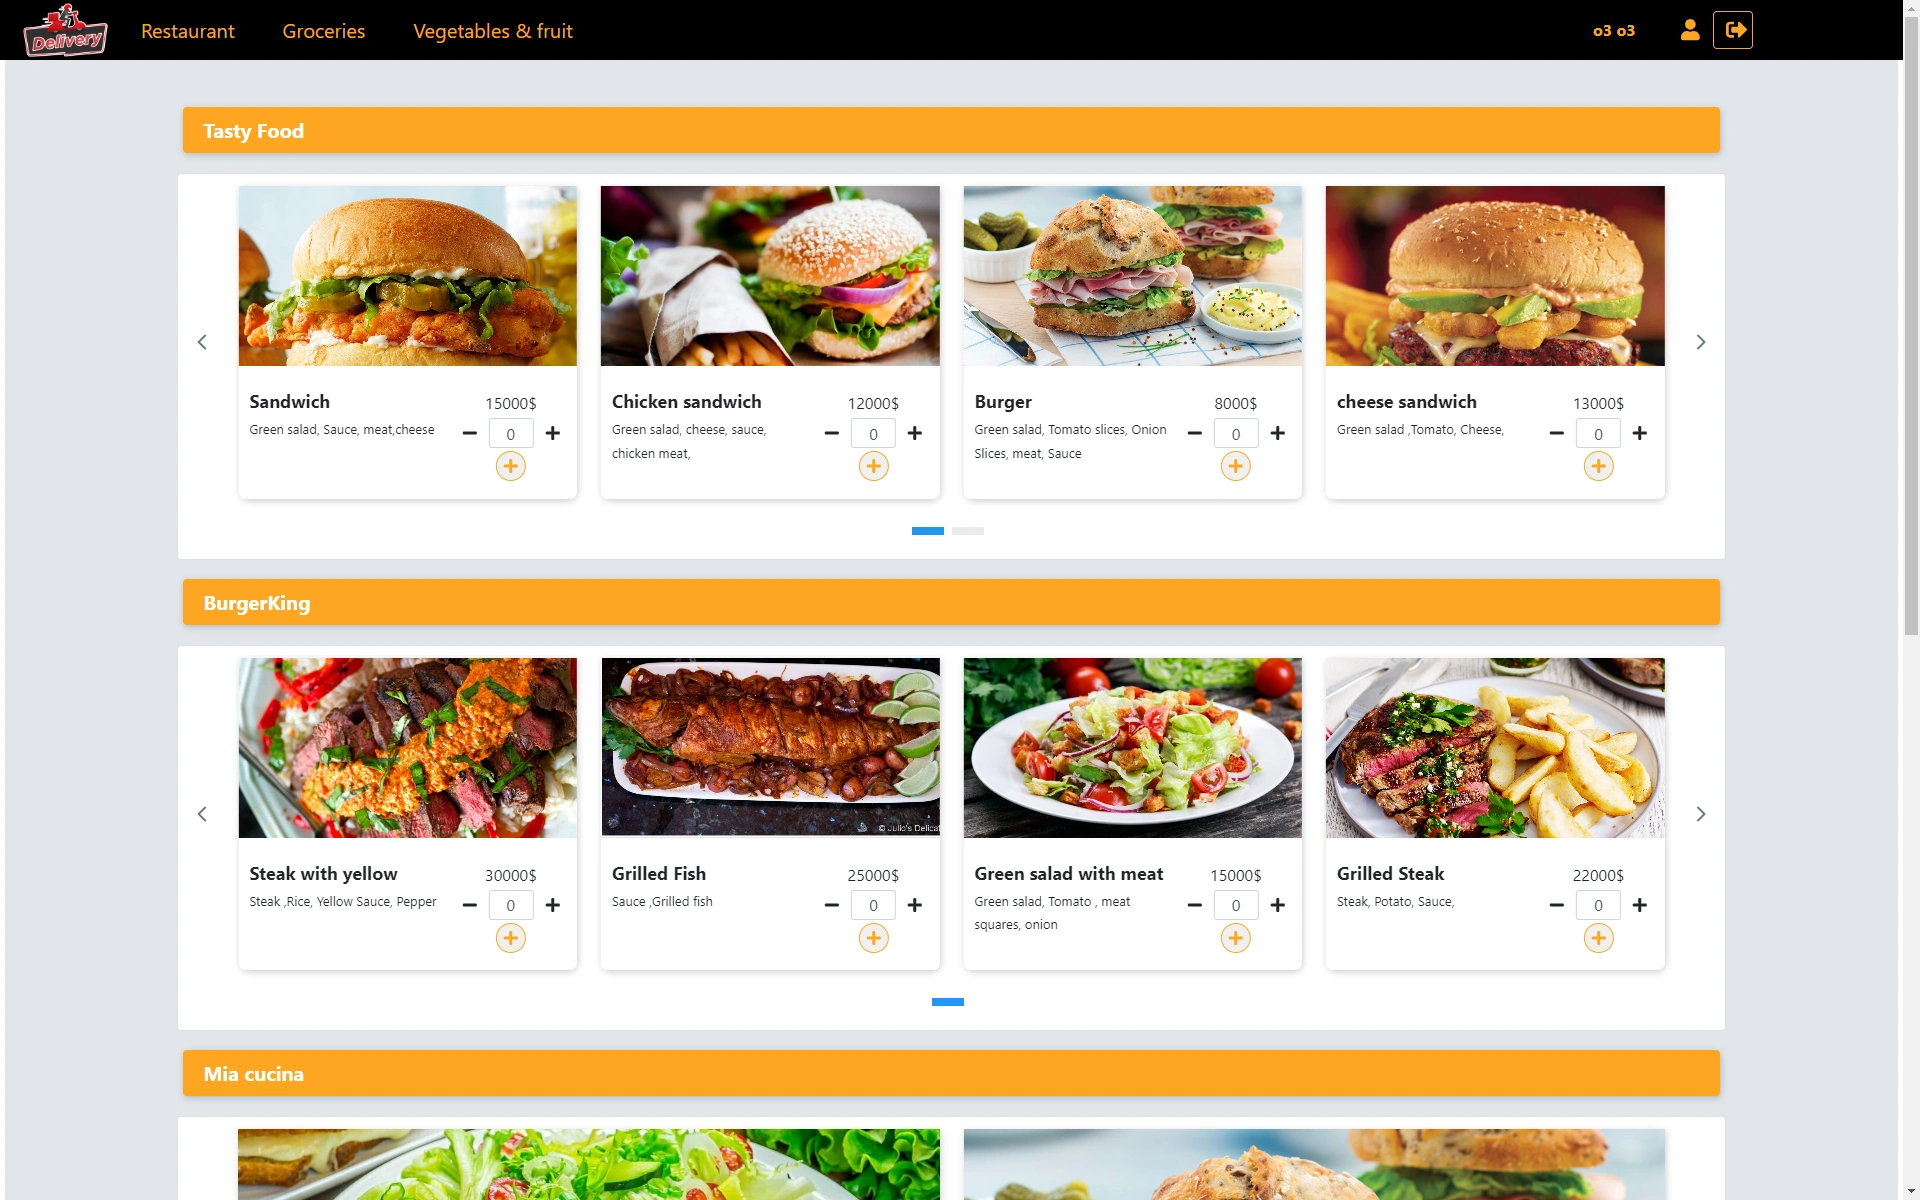 Delivery
Restaurant
Groceries
Vegetables & fruit
o3 o3
Tasty Food
Sandwich
15000$
Green salad, Sauce, meat,cheese
0
Chicken sandwich
12000$
Green salad, cheese, sauce,
chicken meat,
0
Burger
8000$
Green salad, Tomato slices, Onion
Slices, meat, Sauce
0
cheese sandwich
13000$
Green salad ,Tomato, Cheese,
0
BurgerKing
© Julio's Delicat
Steak with yellow
30000$
Steak ,Rice, Yellow Sauce, Pepper
0
Grilled Fish
25000$
Sauce ,Grilled fish
0
Green salad with meat
15000$
Green salad, Tomato , meat
squares, onion
0
Grilled Steak
22000$
Steak, Potato, Sauce,
0
Mia cucina